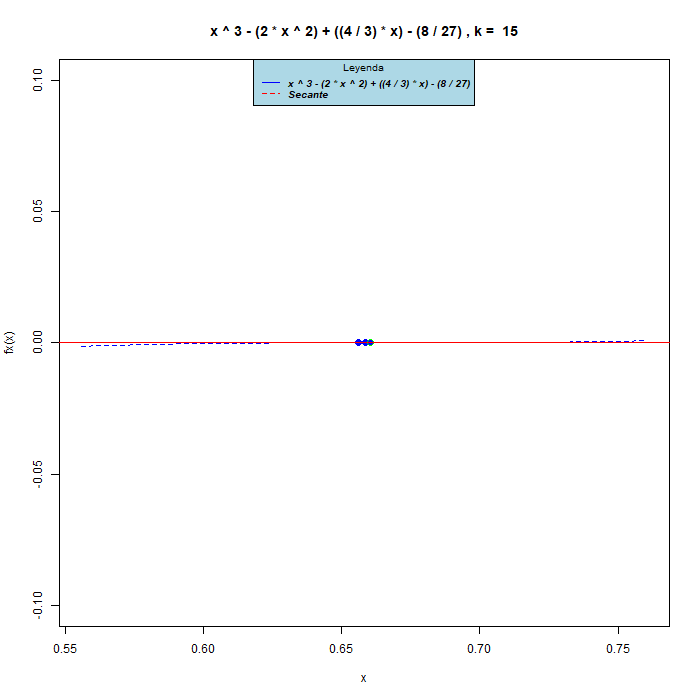 x ^ 3 - (2 * x ^ 2) + ((4 / 3) * x) - (8 / 27) , k =  15
Leyenda
x ^ 3 - (2 * x ^ 2) + ((4 / 3) * x) - (8 / 27)
Secante
0.10
0.05
0.00
-0.05
-0.10
fx(x)
0.55 0.60 0.65 0.70 0.75
x